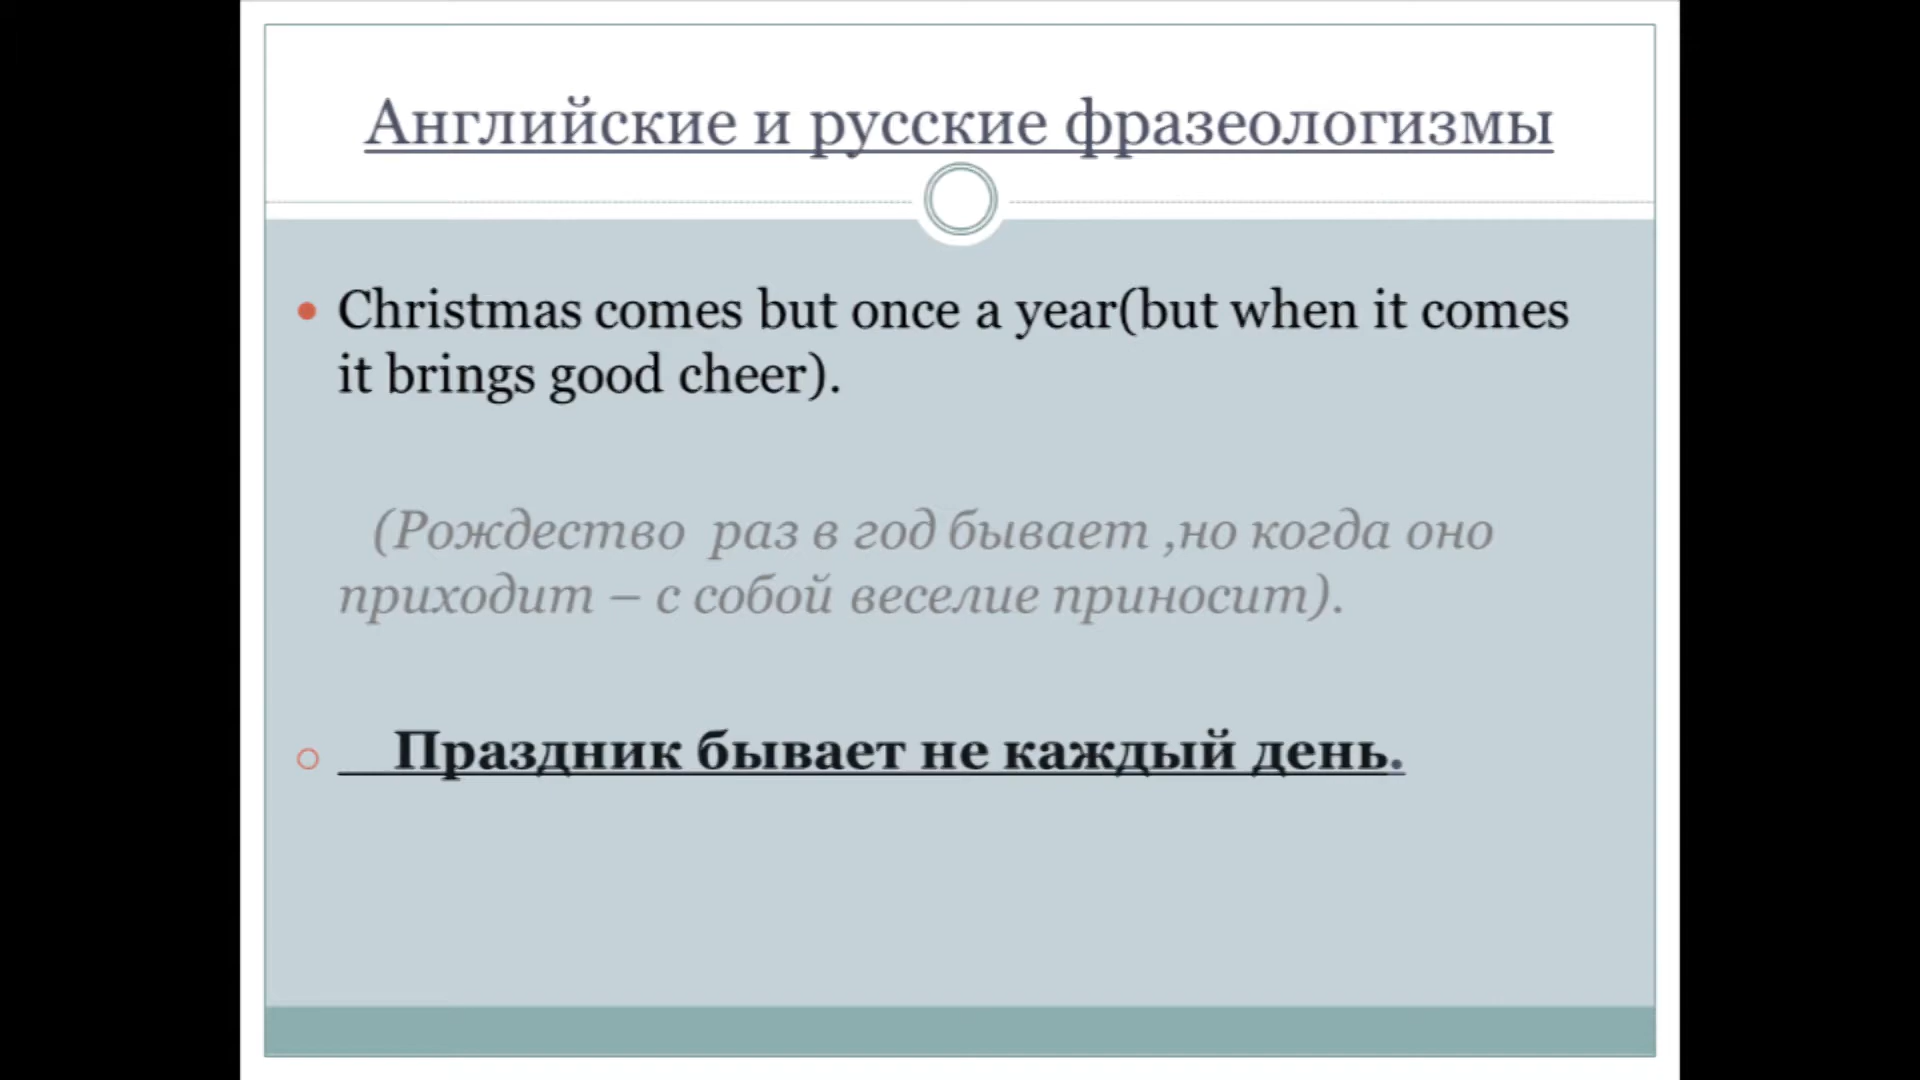 Английские и русские фразеологизмы
Christmas comes but once a year(but when it comes
it brings good cheer).
(Рождество  раз в год бывает ,но когда оно
приходит – с собой веселие приносит).
Праздник бывает не каждый день.